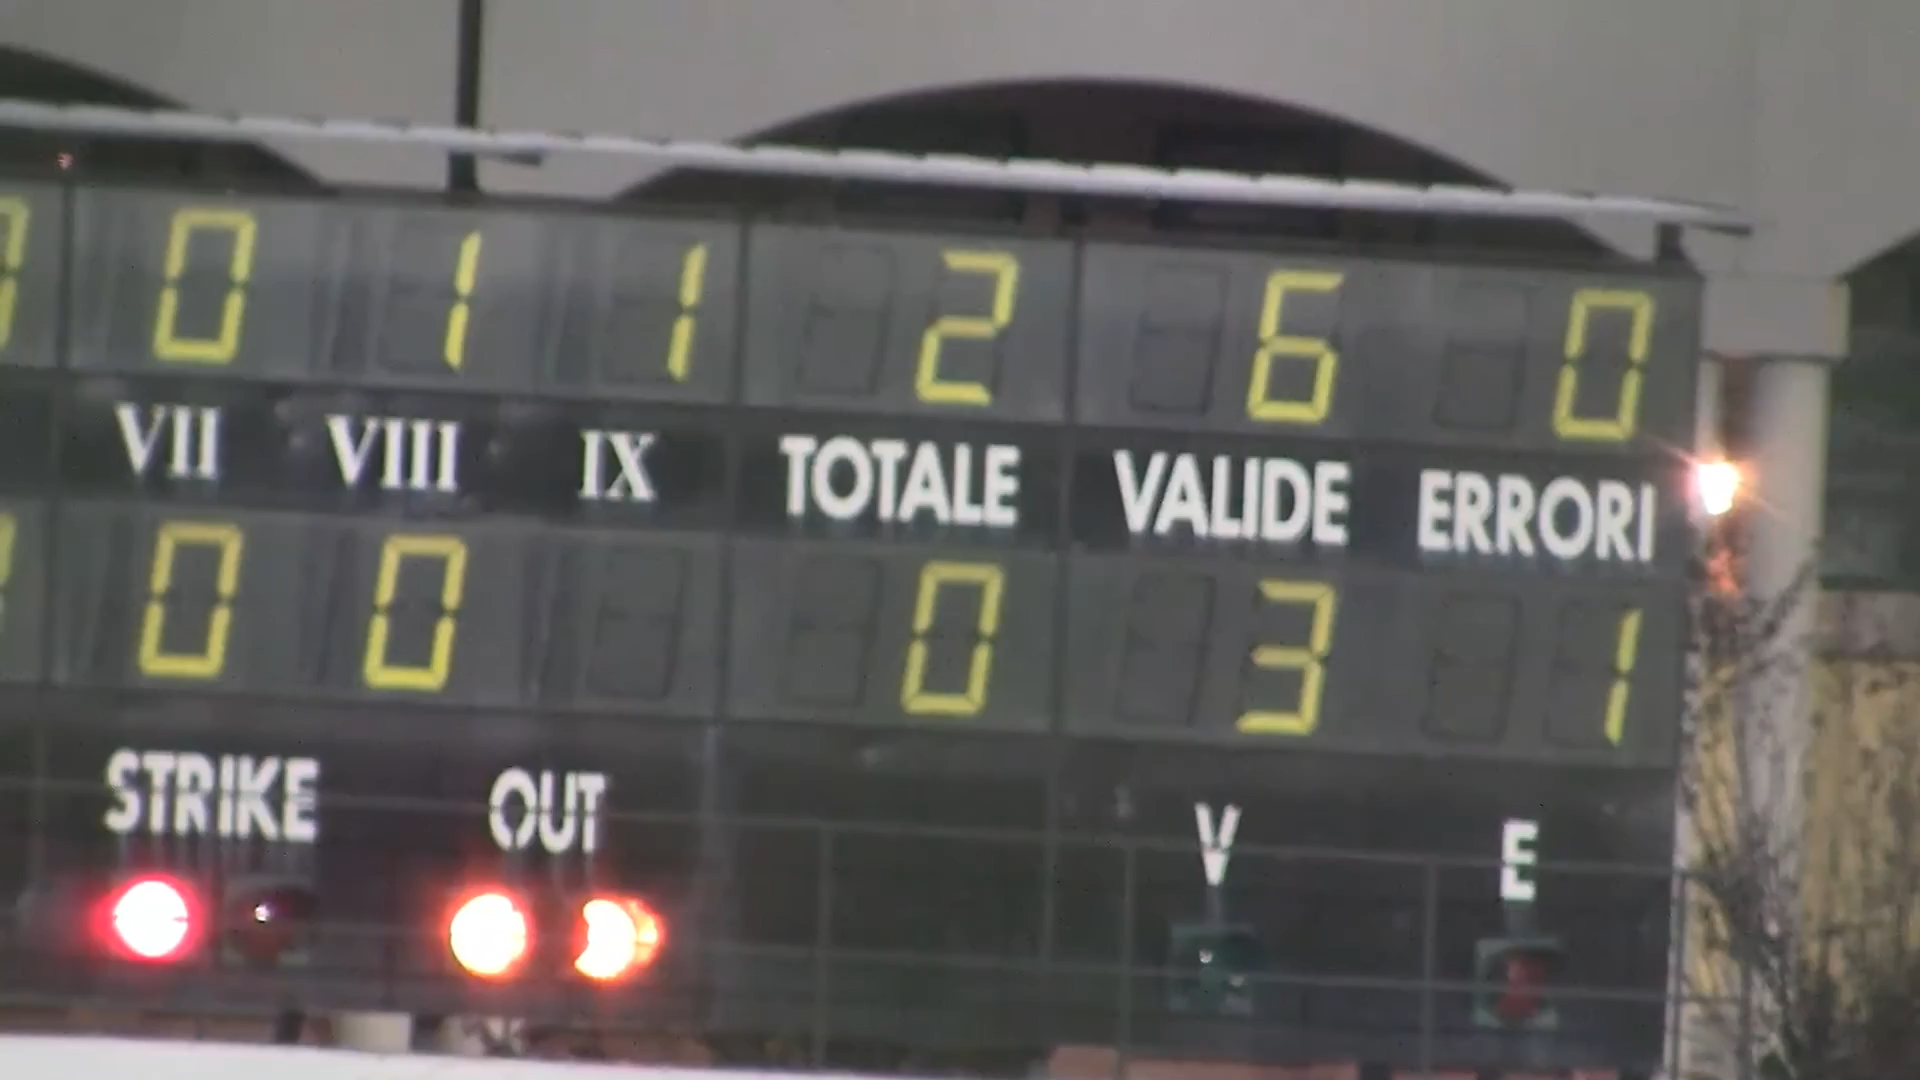 0 1 1 2 6 0
VII VIII IX TOTALE VALIDE ERRORI
0 0 0 3 1
STRIKE OUT
V E